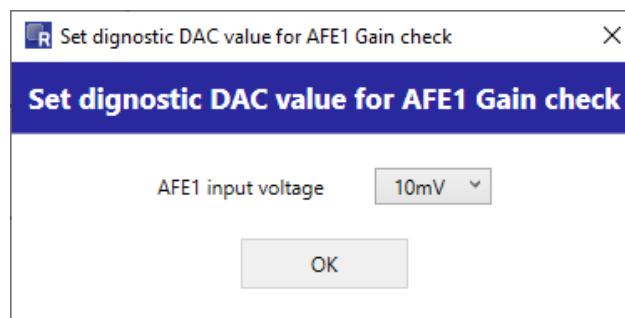 Set dignostic DAC value for AFE1 Gain check
Set dignostic DAC value for AFE1 Gain check
AFE1 input voltage 10mV
OK